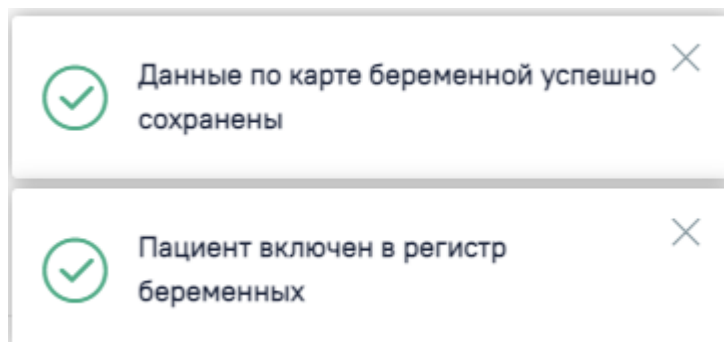 Данные по карте беременной успешно
сохранены
Пациент включен в регистр
беременных